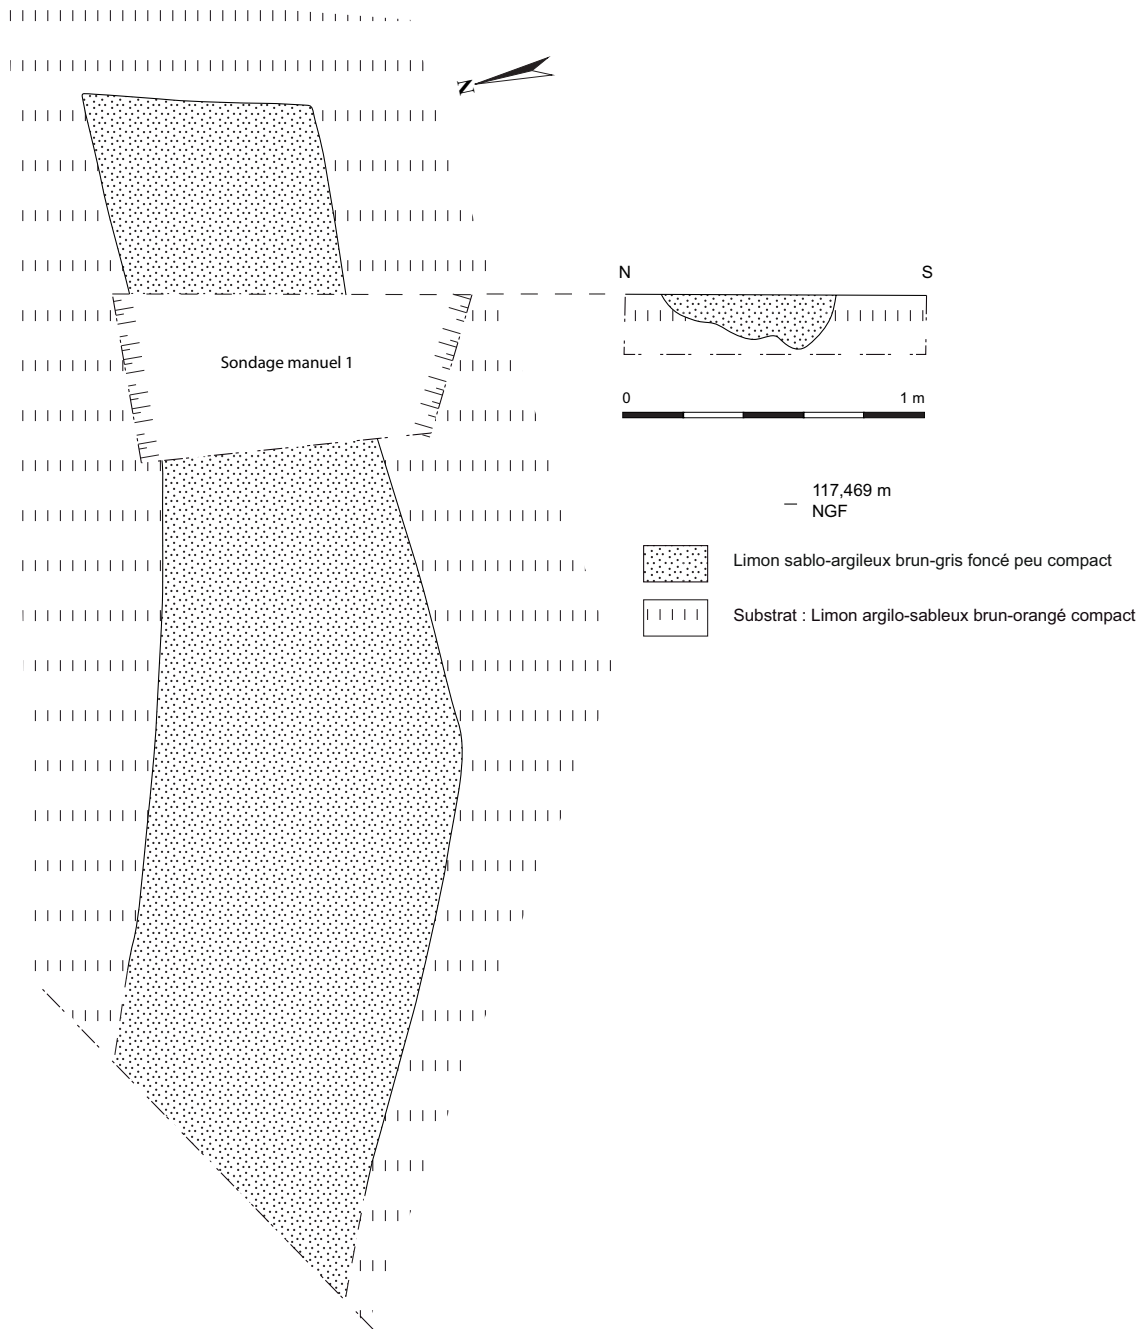 N
N S
Sondage manuel 1
0 1 m
117,469 m
NGF
Limon sablo-argileux brun-gris foncé peu compact
Substrat : Limon argilo-sableux brun-orangé compact